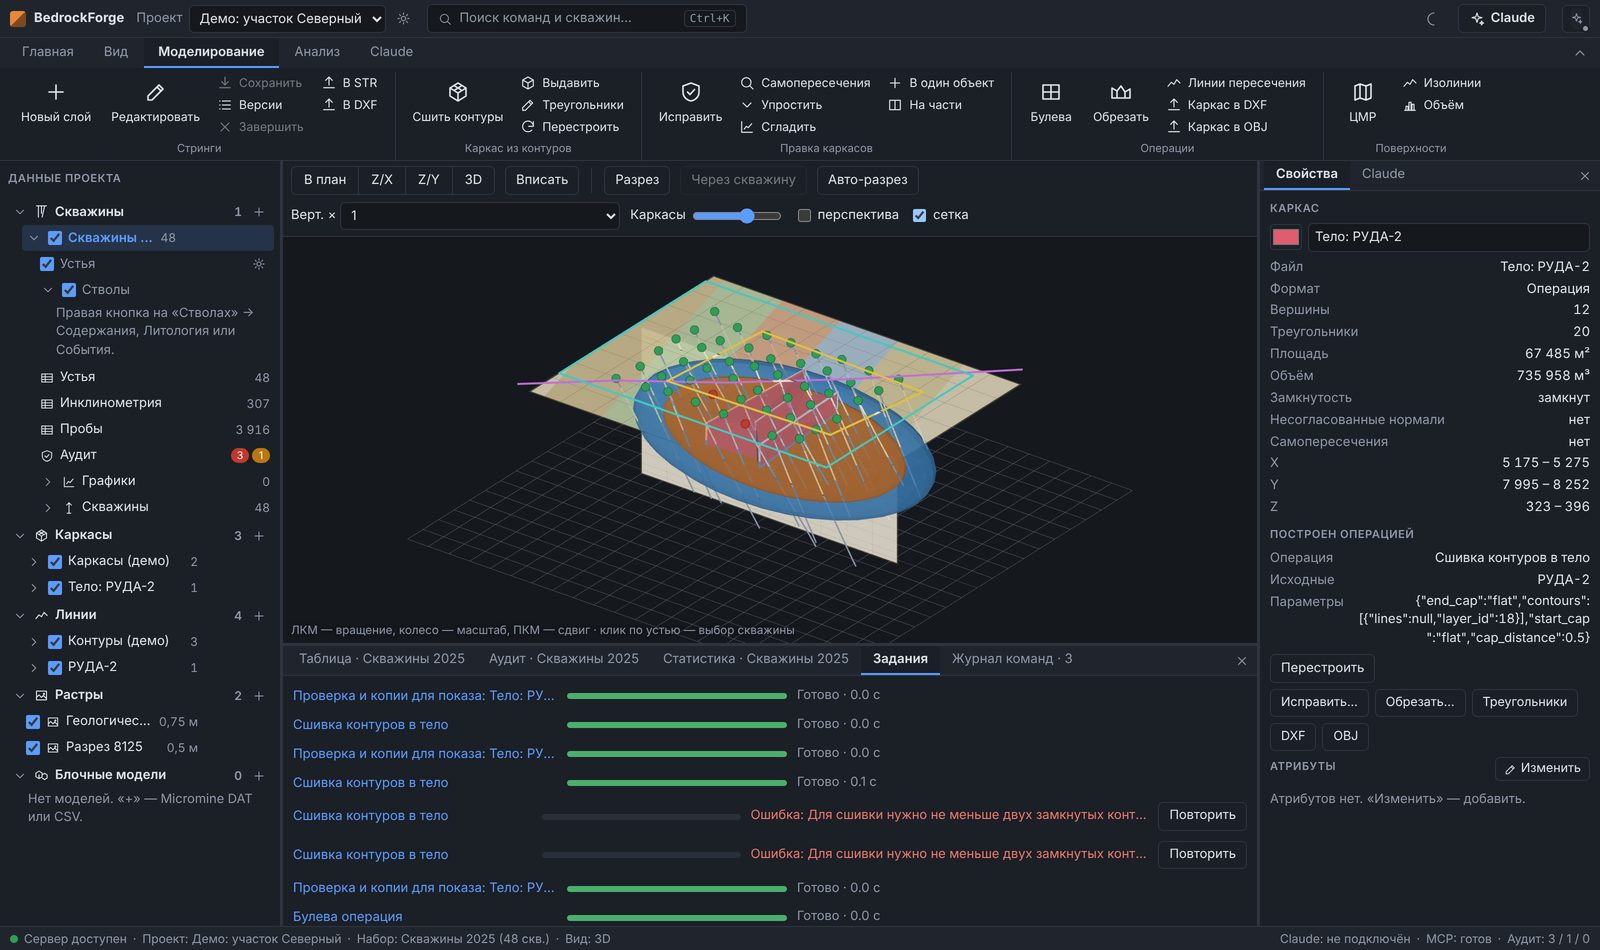 BedrockForge Проект Демо: участок Северный Поиск команд и скважин... Ctrl+K Claude
Главная Вид Моделирование Анализ Claude
Новый слой Редактировать
Сохранить
Версии
Завершить
В STR
В DXF
Стринги
Сшить контуры
Выдавить
Треугольники
Перестроить
Каркас из контуров
Исправить
Самопересечения
Упростить
Сгладить
В один объект
На части
Правка каркасов
Булева Обрезать
Линии пересечения
Каркас в DXF
Каркас в OBJ
Операции
ЦМР
Изолинии
Объём
Поверхности
ДАННЫЕ ПРОЕКТА
Скважины 1
Скважины ... 48
Устья
Стволы
Правая кнопка на «Стволах» →
Содержания, Литология или
События.
Устья 48
Инклинометрия 307
Пробы 3 916
Аудит 3 1
Графики 0
Скважины 48
Каркасы 3
Каркасы (демо) 2
Тело: РУДА-2 1
Линии 4
Контуры (демо) 3
РУДА-2 1
Растры 2
Геологичес... 0,75 м
Разрез 8125 0,5 м
Блочные модели 0
Нет моделей. «+» — Micromine DAT
или CSV.
В план Z/X Z/Y 3D Вписать Разрез Через скважину Авто-разрез
Верт. × 1 Каркасы перспектива сетка
ЛКМ — вращение, колесо — масштаб, ПКМ — сдвиг · клик по устью — выбор скважины
Таблица · Скважины 2025 Аудит · Скважины 2025 Статистика · Скважины 2025 Задания Журнал команд · 3
Проверка и копии для показа: Тело: РУ... Готово · 0.0 с
Сшивка контуров в тело Готово · 0.0 с
Проверка и копии для показа: Тело: РУ... Готово · 0.0 с
Сшивка контуров в тело Готово · 0.1 с
Сшивка контуров в тело Ошибка: Для сшивки нужно не меньше двух замкнутых конт... Повторить
Сшивка контуров в тело Ошибка: Для сшивки нужно не меньше двух замкнутых конт... Повторить
Проверка и копии для показа: Тело: РУ... Готово · 0.0 с
Булева операция Готово · 0.0 с
Свойства Claude
КАРКАС
Тело: РУДА-2
Файл Тело: РУДА-2
Формат Операция
Вершины 12
Треугольники 20
Площадь 67 485 м²
Объём 735 958 м³
Замкнутость замкнут
Несогласованные нормали нет
Самопересечения нет
X 5 175 – 5 275
Y 7 995 – 8 252
Z 323 – 396
ПОСТРОЕН ОПЕРАЦИЕЙ
Операция Сшивка контуров в тело
Исходные РУДА-2
Параметры {"end_cap":"flat","contours":
[{"lines":null,"layer_id":18}],"start_cap
":"flat","cap_distance":0.5}
Перестроить
Исправить... Обрезать... Треугольники
DXF OBJ
АТРИБУТЫ Изменить
Атрибутов нет. «Изменить» — добавить.
Сервер доступен · Проект: Демо: участок Северный · Набор: Скважины 2025 (48 скв.) · Вид: 3D
Claude: не подключён · MCP: готов · Аудит: 3 / 1 / 0